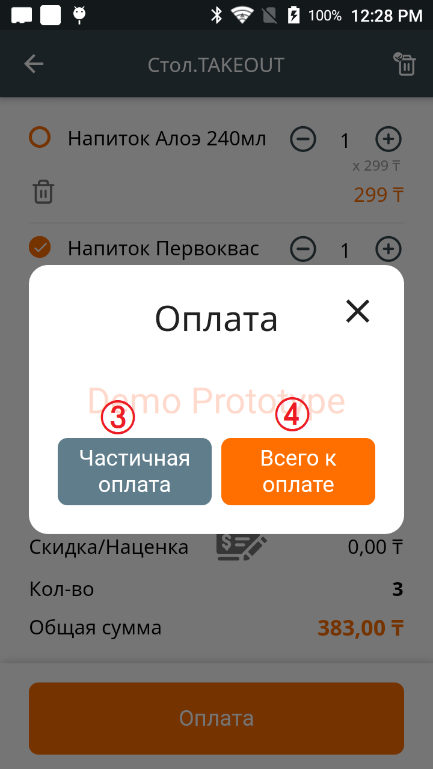 100% 12:28 PM
Стол.TAKEOUT
Напиток Алоэ 240мл
1
x 299 ₸
299 ₸
Напиток Первоквас
1
Оплата
Demo Prototype
③ ④
Частичная
оплата
Всего к
оплате
Скидка/Наценка $ 0,00 ₸
Кол-во 3
Общая сумма 383,00 ₸
Оплата